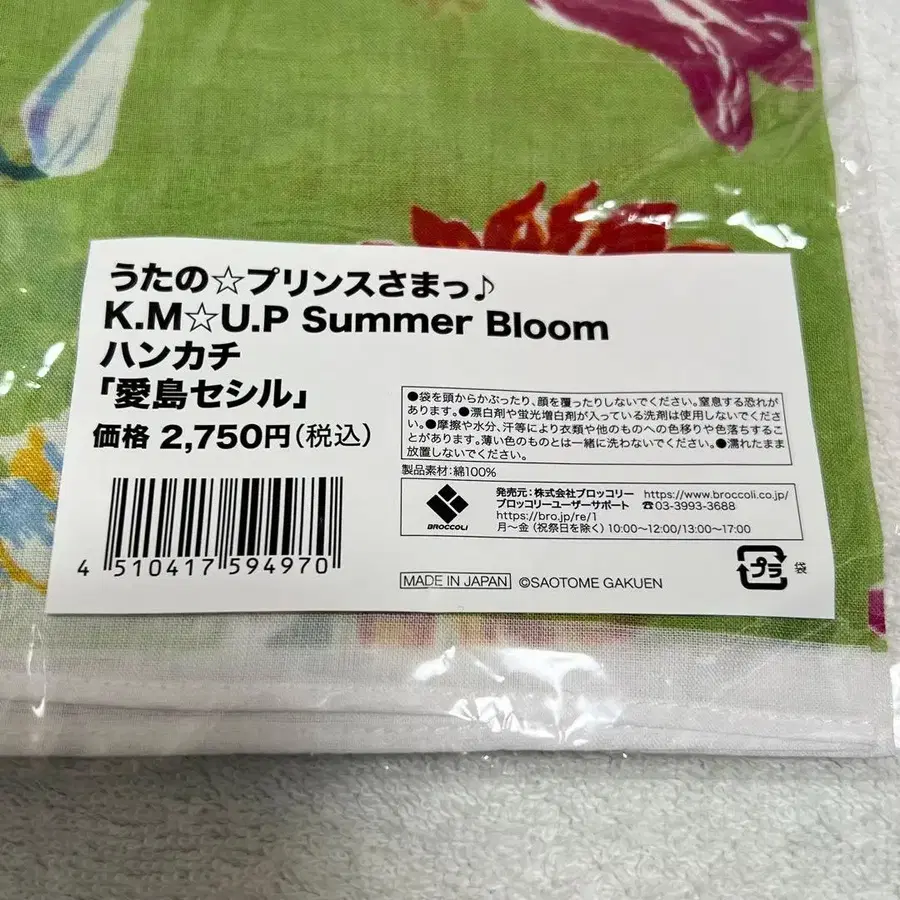 うたの☆プリンスさまっ♪
K.M☆U.P Summer Bloom
ハンカチ
「愛島セシル」
価格 2,750円(税込)
4 510417 594970
●袋を頭からかぶったり、顔を覆ったりしないでください。窒息する恐れが
あります。●漂白剤や蛍光増白剤が入っている洗剤は使用しないでくださ
い。●摩擦や水分、汗等により衣類や他のものへの色移りや色落ちするこ
とがあります。薄い色のものとは一緒に洗わないでください。●濡れたまま
放置しないでください。
製品素材:綿100%
BROCCOLI
発売元:株式会社ブロッコリー https://www.broccoli.co.jp/
ブロッコリーユーザーサポート ☎03-3993-3688
https://bro.jp/re/1
月~金(祝祭日を除く)10:00~12:00/13:00~17:00
MADE IN JAPAN ©SAOTOME GAKUEN
プラ 袋